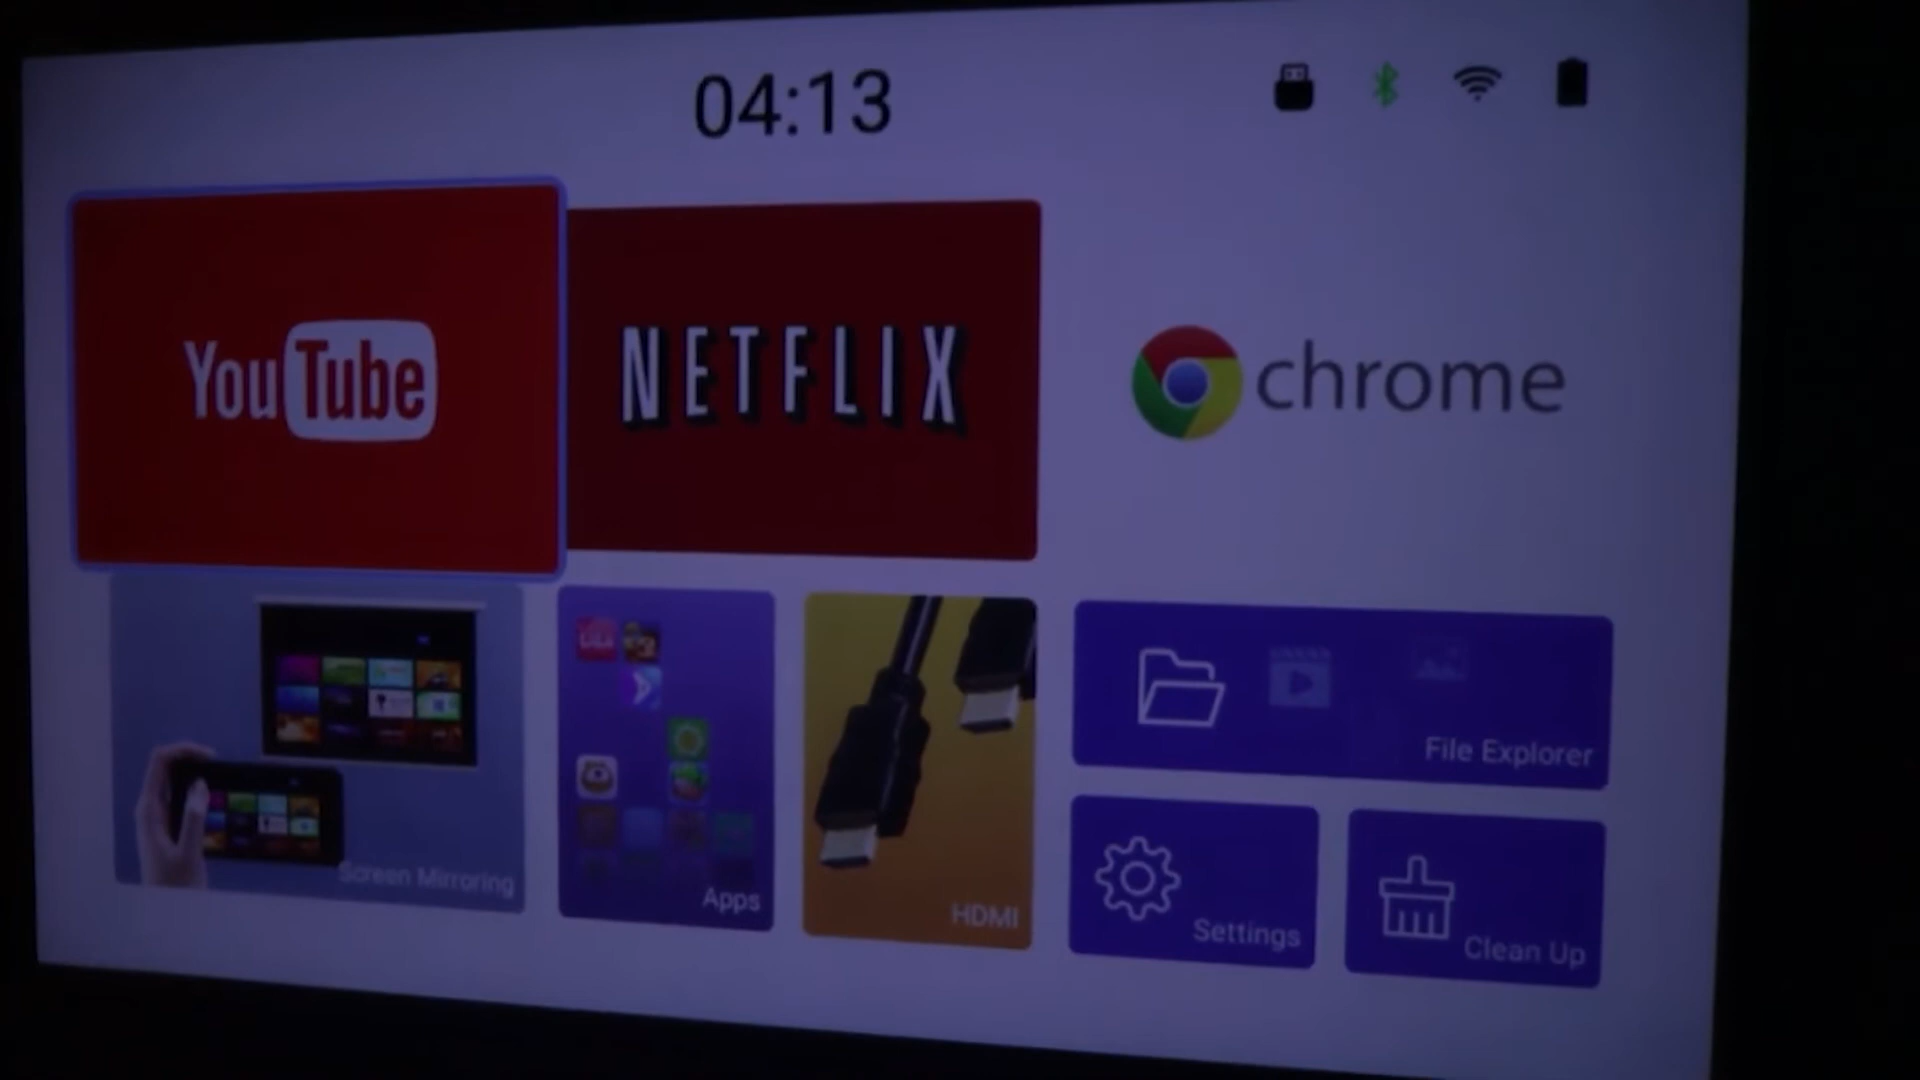 04:13
YouTube
NETFLIX
chrome
Screen Mirroring
Apps
HDMI
File Explorer
Settings
Clean Up